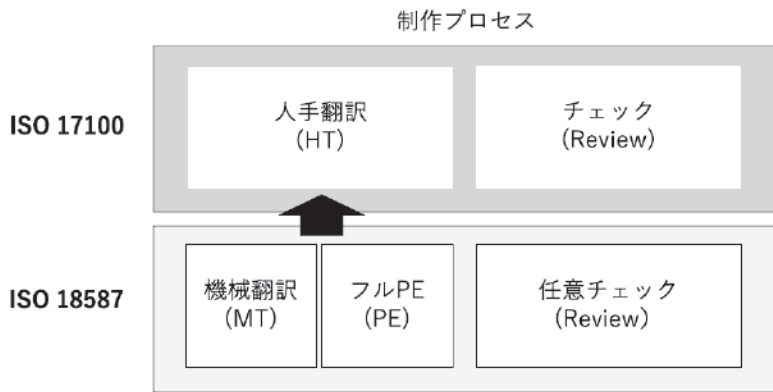 制作プロセス
ISO 17100
人手翻訳
(HT)
チェック
(Review)
ISO 18587
機械翻訳
(MT)
フルPE
(PE)
任意チェック
(Review)